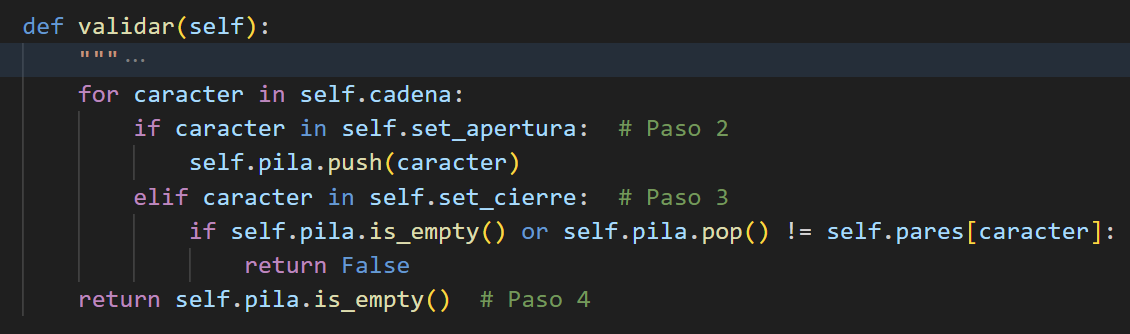 def validar(self):
"""...
for caracter in self.cadena:
if caracter in self.set_apertura:  # Paso 2
self.pila.push(caracter)
elif caracter in self.set_cierre:  # Paso 3
if self.pila.is_empty() or self.pila.pop() != self.pares[caracter]:
return False
return self.pila.is_empty()  # Paso 4